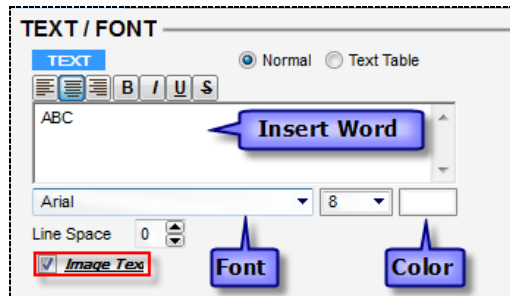 TEXT / FONT
TEXT Normal Text Table
B I U S
ABC
Insert Word
Arial 8
Line Space 0
Image Tex
Font Color